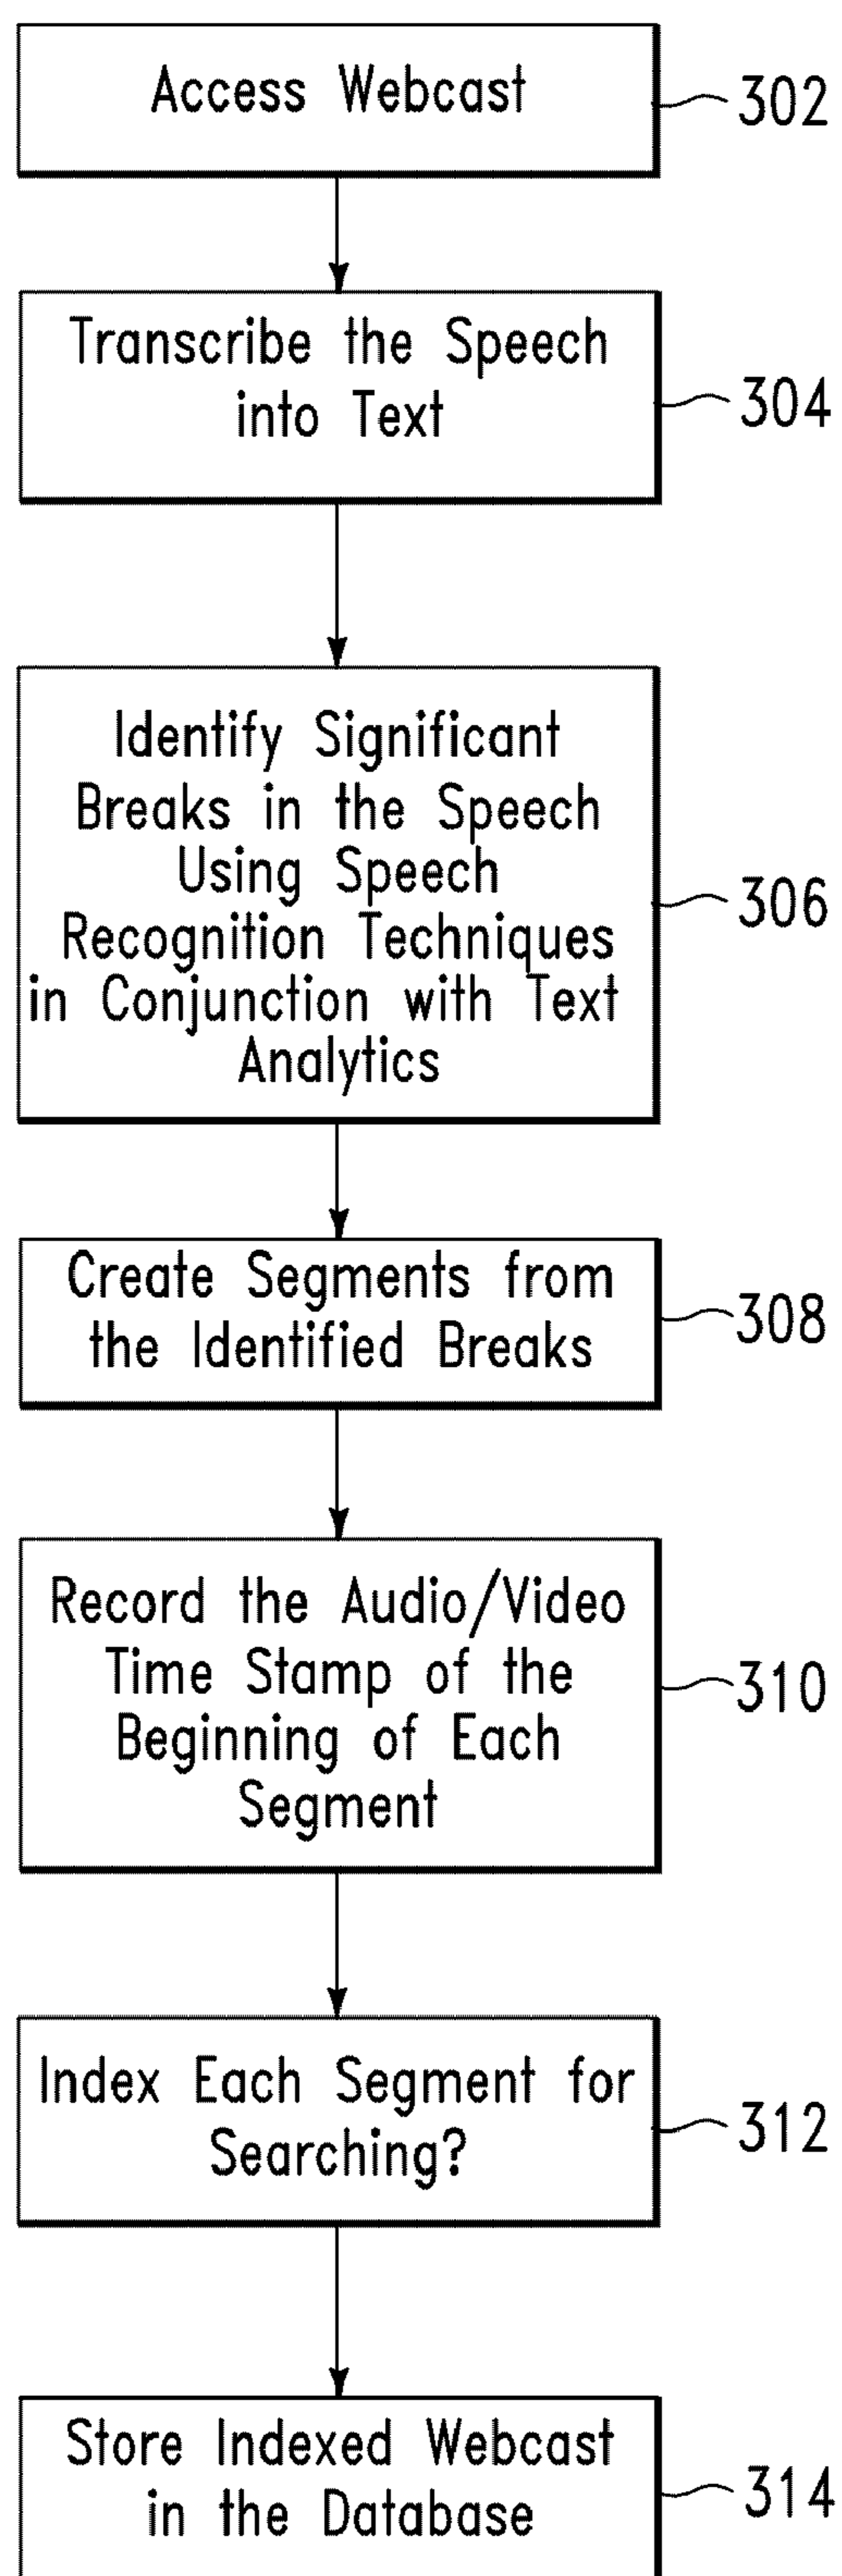 Access Webcast
302
Transcribe the Speech
into Text
304
Identify Significant
Breaks in the Speech
Using Speech
Recognition Techniques
in Conjunction with Text
Analytics
306
Create Segments from
the Identified Breaks
308
Record the Audio/Video
Time Stamp of the
Beginning of Each
Segment
310
Index Each Segment for
Searching?
312
Store Indexed Webcast
in the Database
314